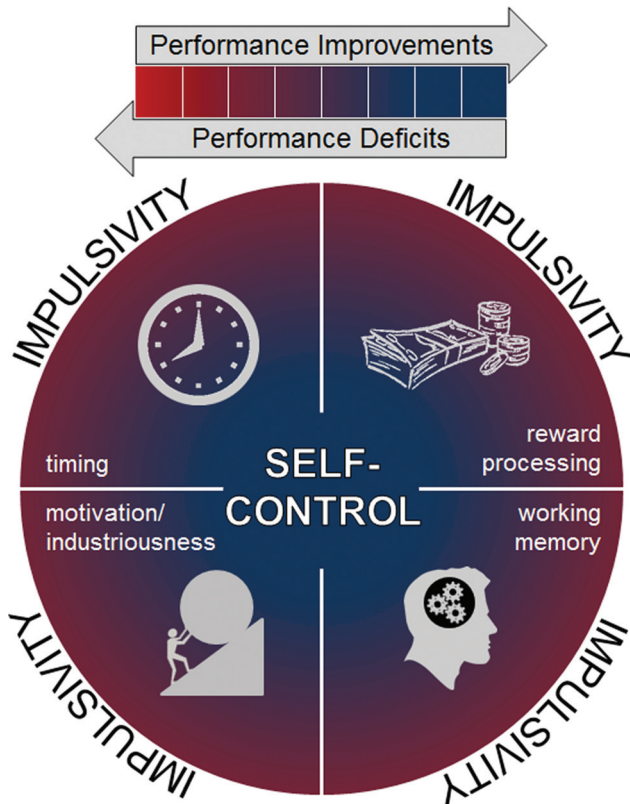 Performance Improvements
Performance Deficits
IMPULSIVITY
IMPULSIVITY
timing
reward
processing
SELF-
CONTROL
motivation/
industriousness
working
memory
IMPULSIVITY
IMPULSIVITY